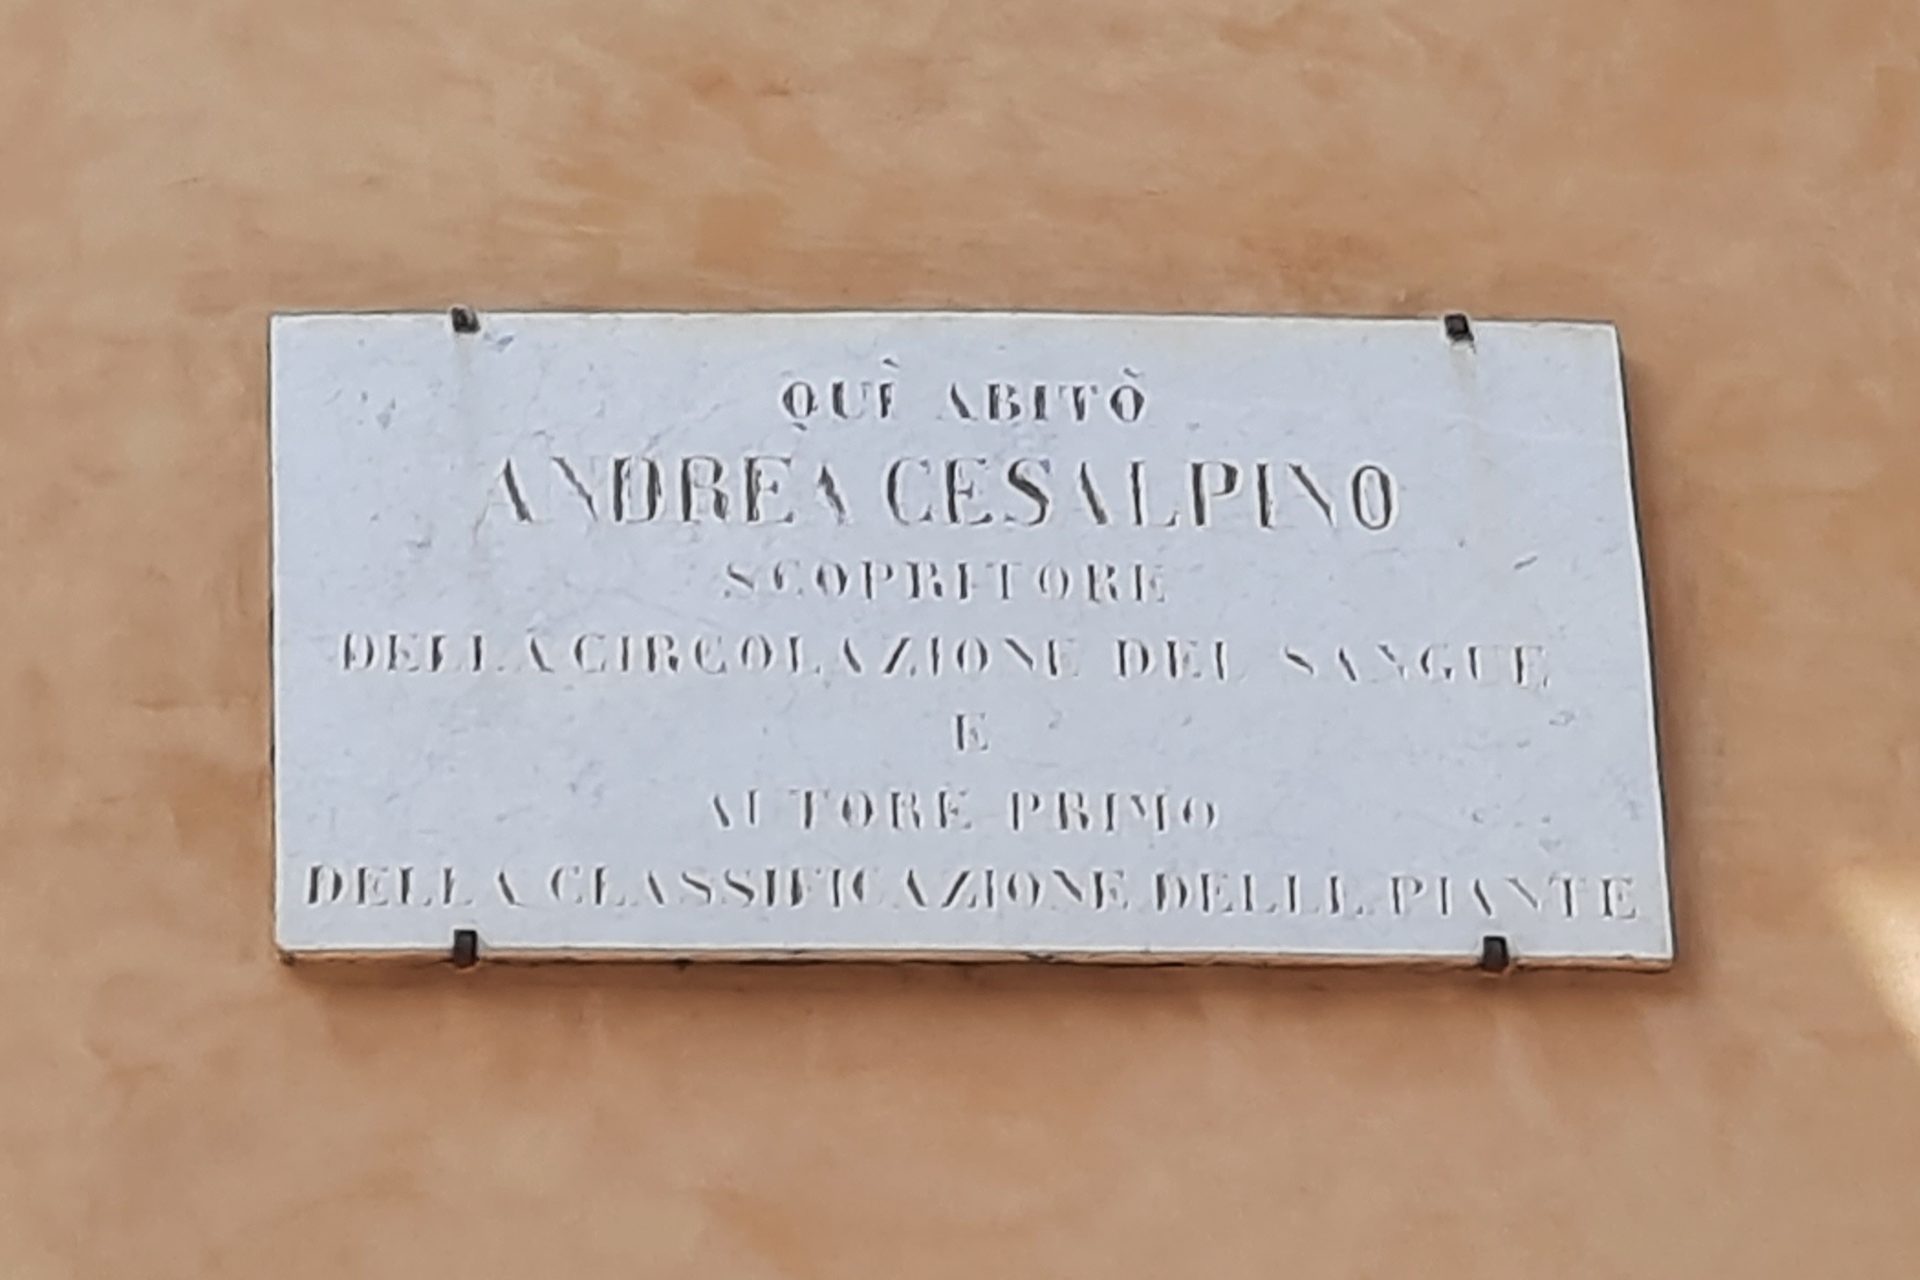 QUÌ ABITÒ
ANDREA CESALPINO
SCOPRITORE
DELLA CIRCOLAZIONE DEL SANGUE
E
AUTORE PRIMO
DELLA CLASSIFICAZIONE DELLE PIANTE